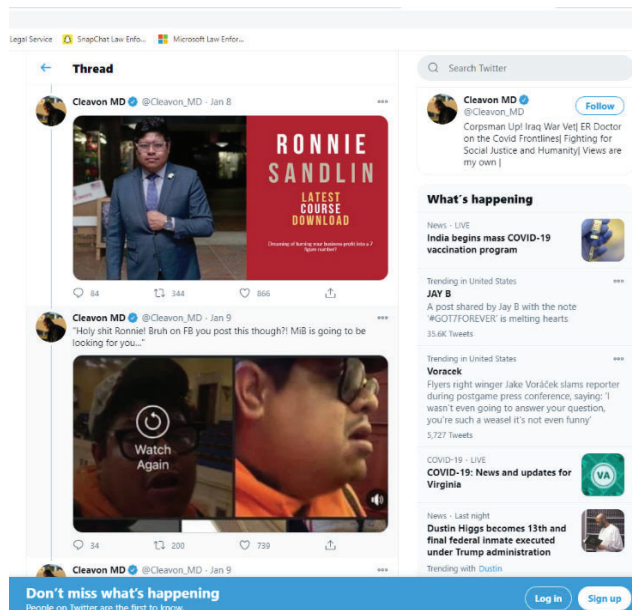 Legal Service SnapChat Law Enfo... Microsoft Law Enfor...
Thread
Search Twitter
Cleavon MD @Cleavon_MD · Jan 8
RONNIE
SANDLIN
LATEST
COURSE
DOWNLOAD
Dreaming of turning your business profit into a 7
figure number?
84 344 866
Cleavon MD @Cleavon_MD · Jan 9
"Holy shit Ronnie! Bruh on FB you post this though?! MiB is going to be
looking for you..."
Watch
Again
34 200 739
Cleavon MD @Cleavon_MD · Jan 9
Cleavon MD
@Cleavon_MD
Follow
Corpsman Up! Iraq War Vet| ER Doctor
on the Covid Frontlines| Fighting for
Social Justice and Humanity| Views are
my own |
What's happening
News · LIVE
India begins mass COVID-19
vaccination program
Trending in United States
JAY B
A post shared by Jay B with the note
'#GOT7FOREVER' is melting hearts
35.6K Tweets
Trending in United States
Voracek
Flyers right winger Jake Voráček slams reporter
during postgame press conference, saying: 'I
wasn't even going to answer your question,
you're such a weasel it's not even funny'
5,727 Tweets
COVID-19 · LIVE
COVID-19: News and updates for
Virginia
VA
News · Last night
Dustin Higgs becomes 13th and
final federal inmate executed
under Trump administration
Trending with Dustin
Don't miss what's happening
People on Twitter are the first to know.
Log in
Sign up